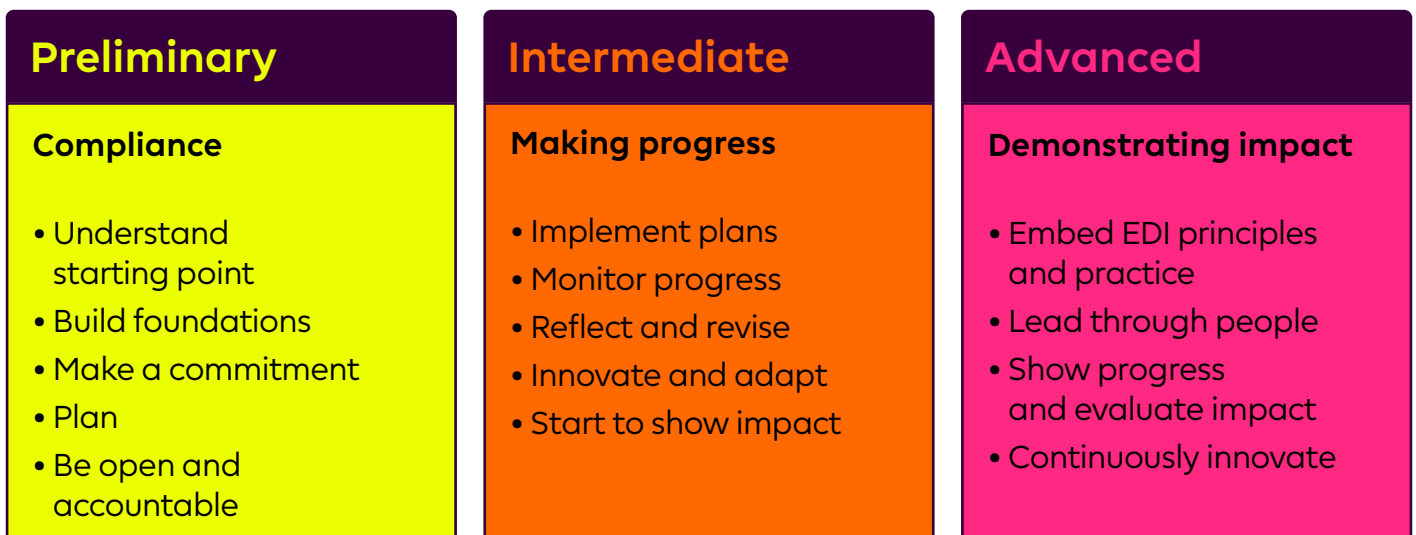 Preliminary
Compliance
• Understand
starting point
• Build foundations
• Make a commitment
• Plan
• Be open and
accountable
Intermediate
Making progress
• Implement plans
• Monitor progress
• Reflect and revise
• Innovate and adapt
• Start to show impact
Advanced
Demonstrating impact
• Embed EDI principles
and practice
• Lead through people
• Show progress
and evaluate impact
• Continuously innovate